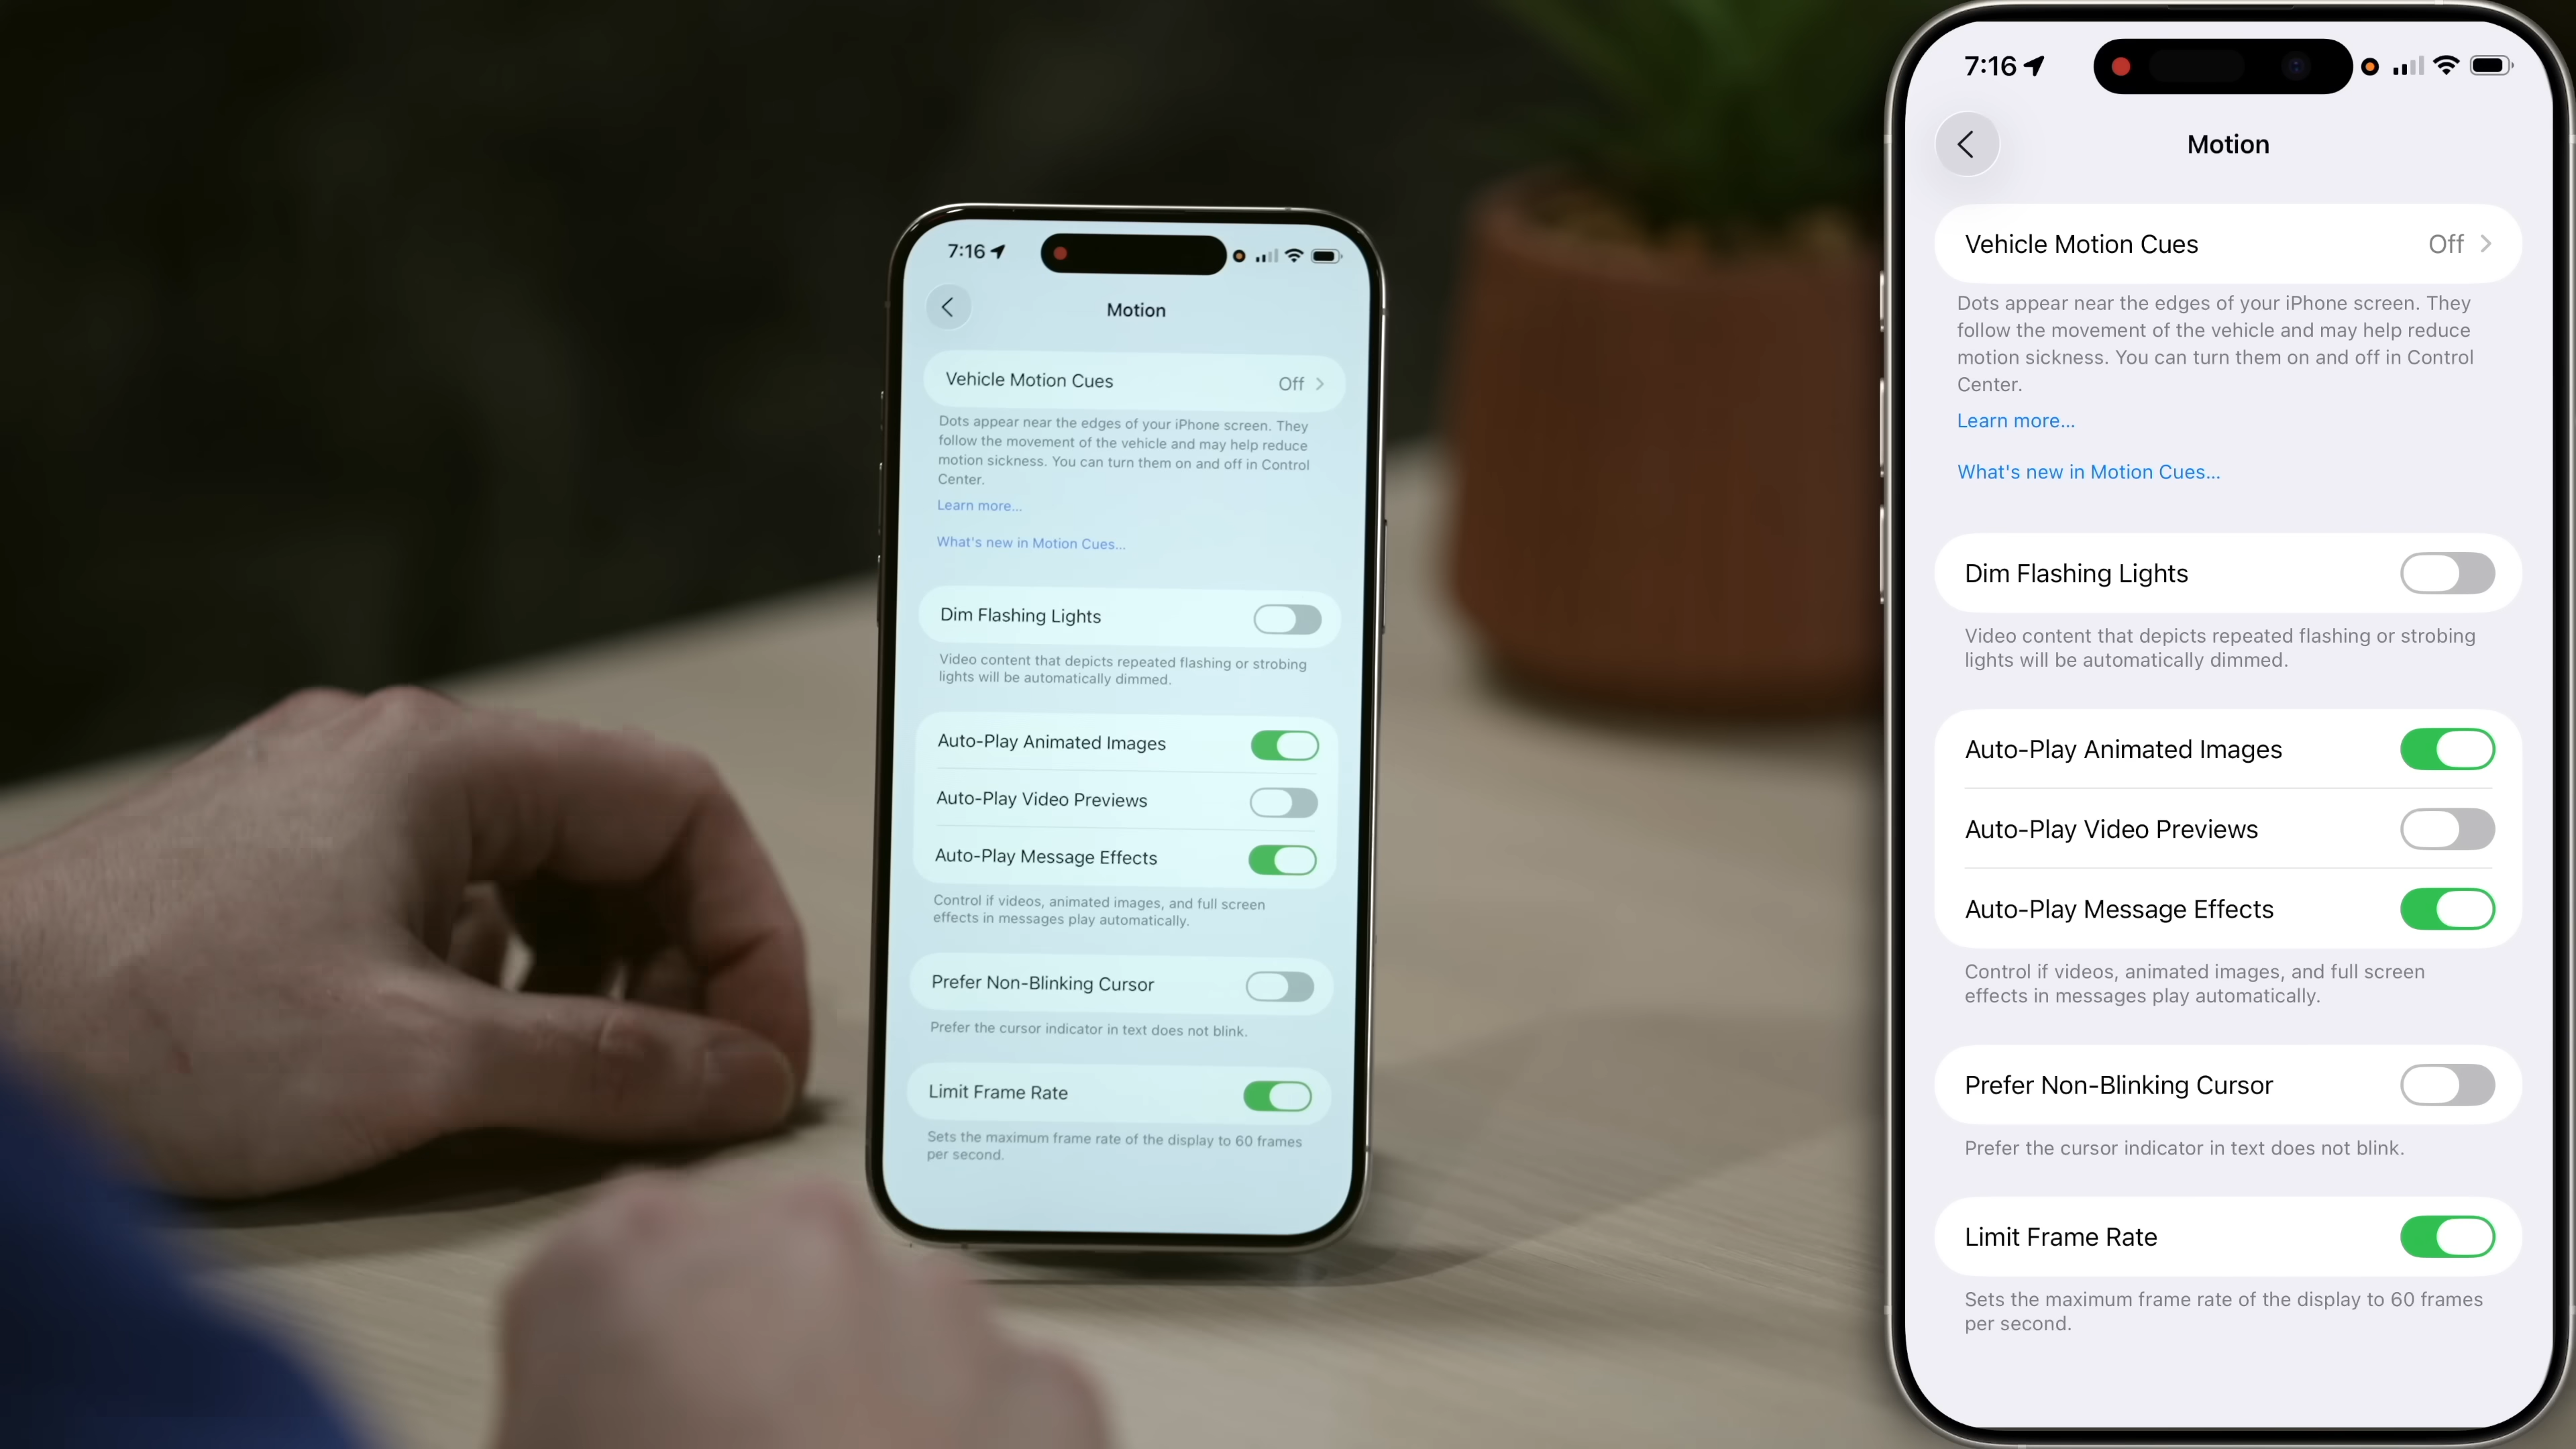 7:16
Motion
Vehicle Motion Cues Off
Dots appear near the edges of your iPhone screen. They
follow the movement of the vehicle and may help reduce
motion sickness. You can turn them on and off in Control
Center.
Learn more...
What's new in Motion Cues...
Dim Flashing Lights
Video content that depicts repeated flashing or strobing
lights will be automatically dimmed.
Auto-Play Animated Images
Auto-Play Video Previews
Auto-Play Message Effects
Control if videos, animated images, and full screen
effects in messages play automatically.
Prefer Non-Blinking Cursor
Prefer the cursor indicator in text does not blink.
Limit Frame Rate
Sets the maximum frame rate of the display to 60 frames
per second.
7:16
Motion
Vehicle Motion Cues Off
Dots appear near the edges of your iPhone screen. They
follow the movement of the vehicle and may help reduce
motion sickness. You can turn them on and off in Control
Center.
Learn more...
What's new in Motion Cues...
Dim Flashing Lights
Video content that depicts repeated flashing or strobing
lights will be automatically dimmed.
Auto-Play Animated Images
Auto-Play Video Previews
Auto-Play Message Effects
Control if videos, animated images, and full screen
effects in messages play automatically.
Prefer Non-Blinking Cursor
Prefer the cursor indicator in text does not blink.
Limit Frame Rate
Sets the maximum frame rate of the display to 60 frames
per second.